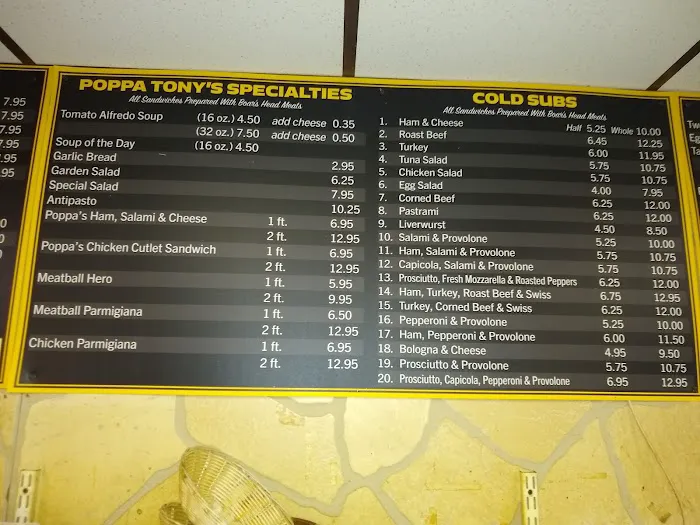 7.95
7.95
7.95
7.95
POPPA TONY'S SPECIALTIES
All Sandwiches Prepared With Boar's Head Meats
Tomato Alfredo Soup (16 oz.) 4.50 add cheese 0.35
(32 oz.) 7.50 add cheese 0.50
Soup of the Day (16 oz.) 4.50
Garlic Bread 2.95
Garden Salad 6.25
Special Salad 7.95
Antipasto 10.25
Poppa's Ham, Salami & Cheese 1 ft. 6.95
2 ft. 12.95
Poppa's Chicken Cutlet Sandwich 1 ft. 6.95
2 ft. 12.95
Meatball Hero 1 ft. 5.95
2 ft. 9.95
Meatball Parmigiana 1 ft. 6.50
2 ft. 12.95
Chicken Parmigiana 1 ft. 6.95
2 ft. 12.95
COLD SUBS
All Sandwiches Prepared With Boar's Head Meats
1. Ham & Cheese Half 5.25 Whole 10.00
2. Roast Beef 6.45 12.25
3. Turkey 6.00 11.95
4. Tuna Salad 5.75 10.75
5. Chicken Salad 5.75 10.75
6. Egg Salad 4.00 7.95
7. Corned Beef 6.25 12.00
8. Pastrami 6.25 12.00
9. Liverwurst 4.50 8.50
10. Salami & Provolone 5.25 10.00
11. Ham, Salami & Provolone 5.75 10.75
12. Capicola, Salami & Provolone 5.75 10.75
13. Prosciutto, Fresh Mozzarella & Roasted Peppers 6.25 12.00
14. Ham, Turkey, Roast Beef & Swiss 6.75 12.95
15. Turkey, Corned Beef & Swiss 6.25 12.00
16. Pepperoni & Provolone 5.25 10.00
17. Ham, Pepperoni & Provolone 6.00 11.50
18. Bologna & Cheese 4.95 9.50
19. Prosciutto & Provolone 5.75 10.75
20. Prosciutto, Capicola, Pepperoni & Provolone 6.95 12.95